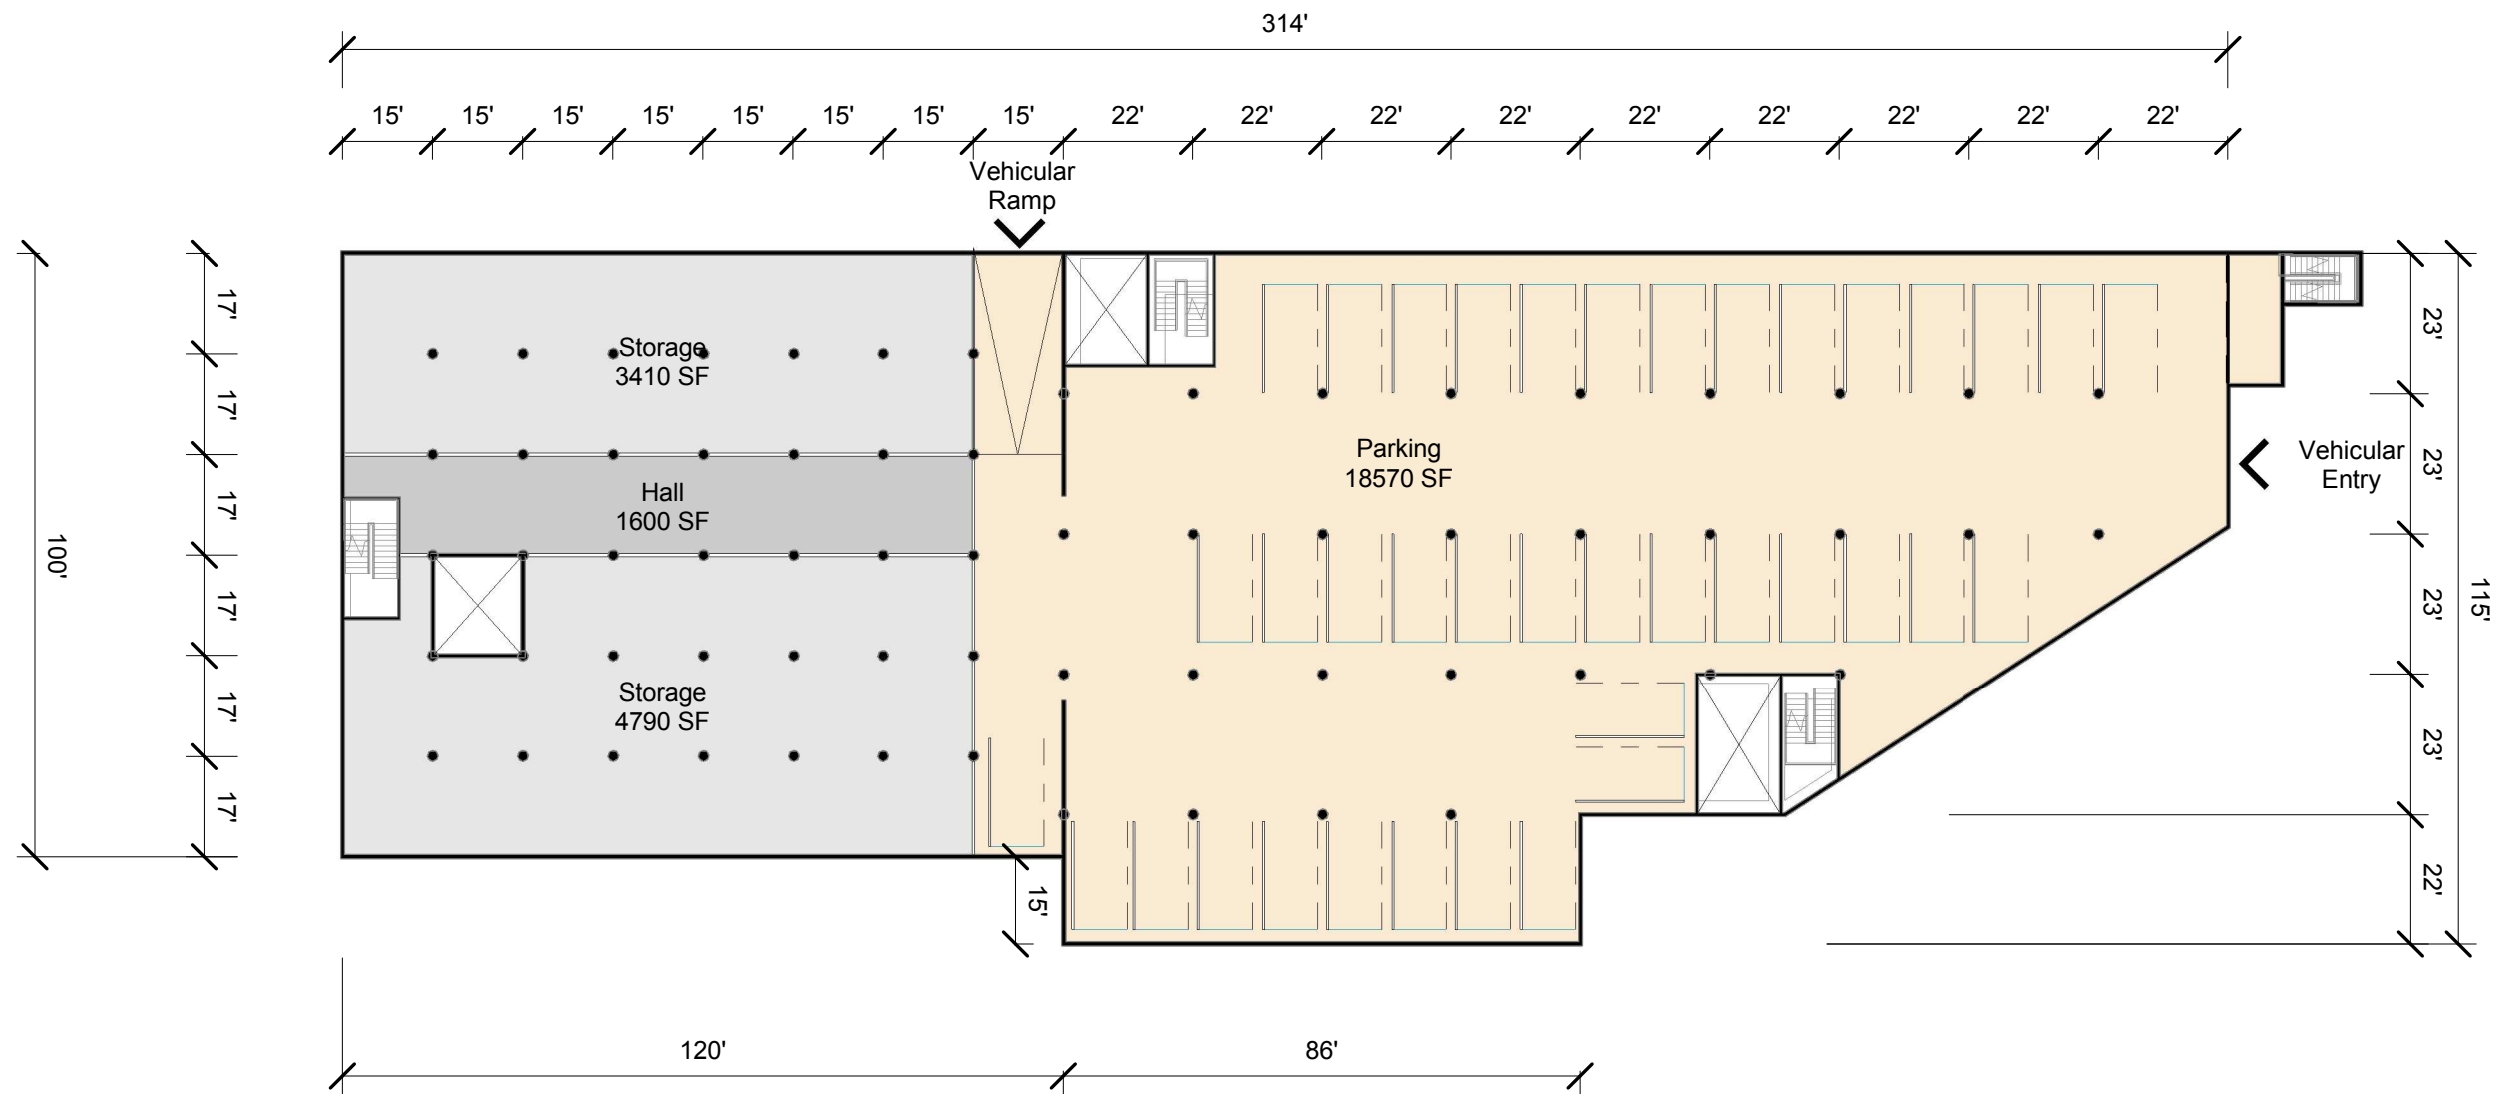 314'
15' 15' 15' 15' 15' 15' 15' 15' 22' 22' 22' 22' 22' 22' 22' 22' 22'
Vehicular
Ramp
17'
17'
17'
17'
17'
17'
100'
Storage
3410 SF
Hall
1600 SF
Storage
4790 SF
Parking
18570 SF
Vehicular
Entry
23'
23'
23'
23'
22'
115'
15'
120'
86'